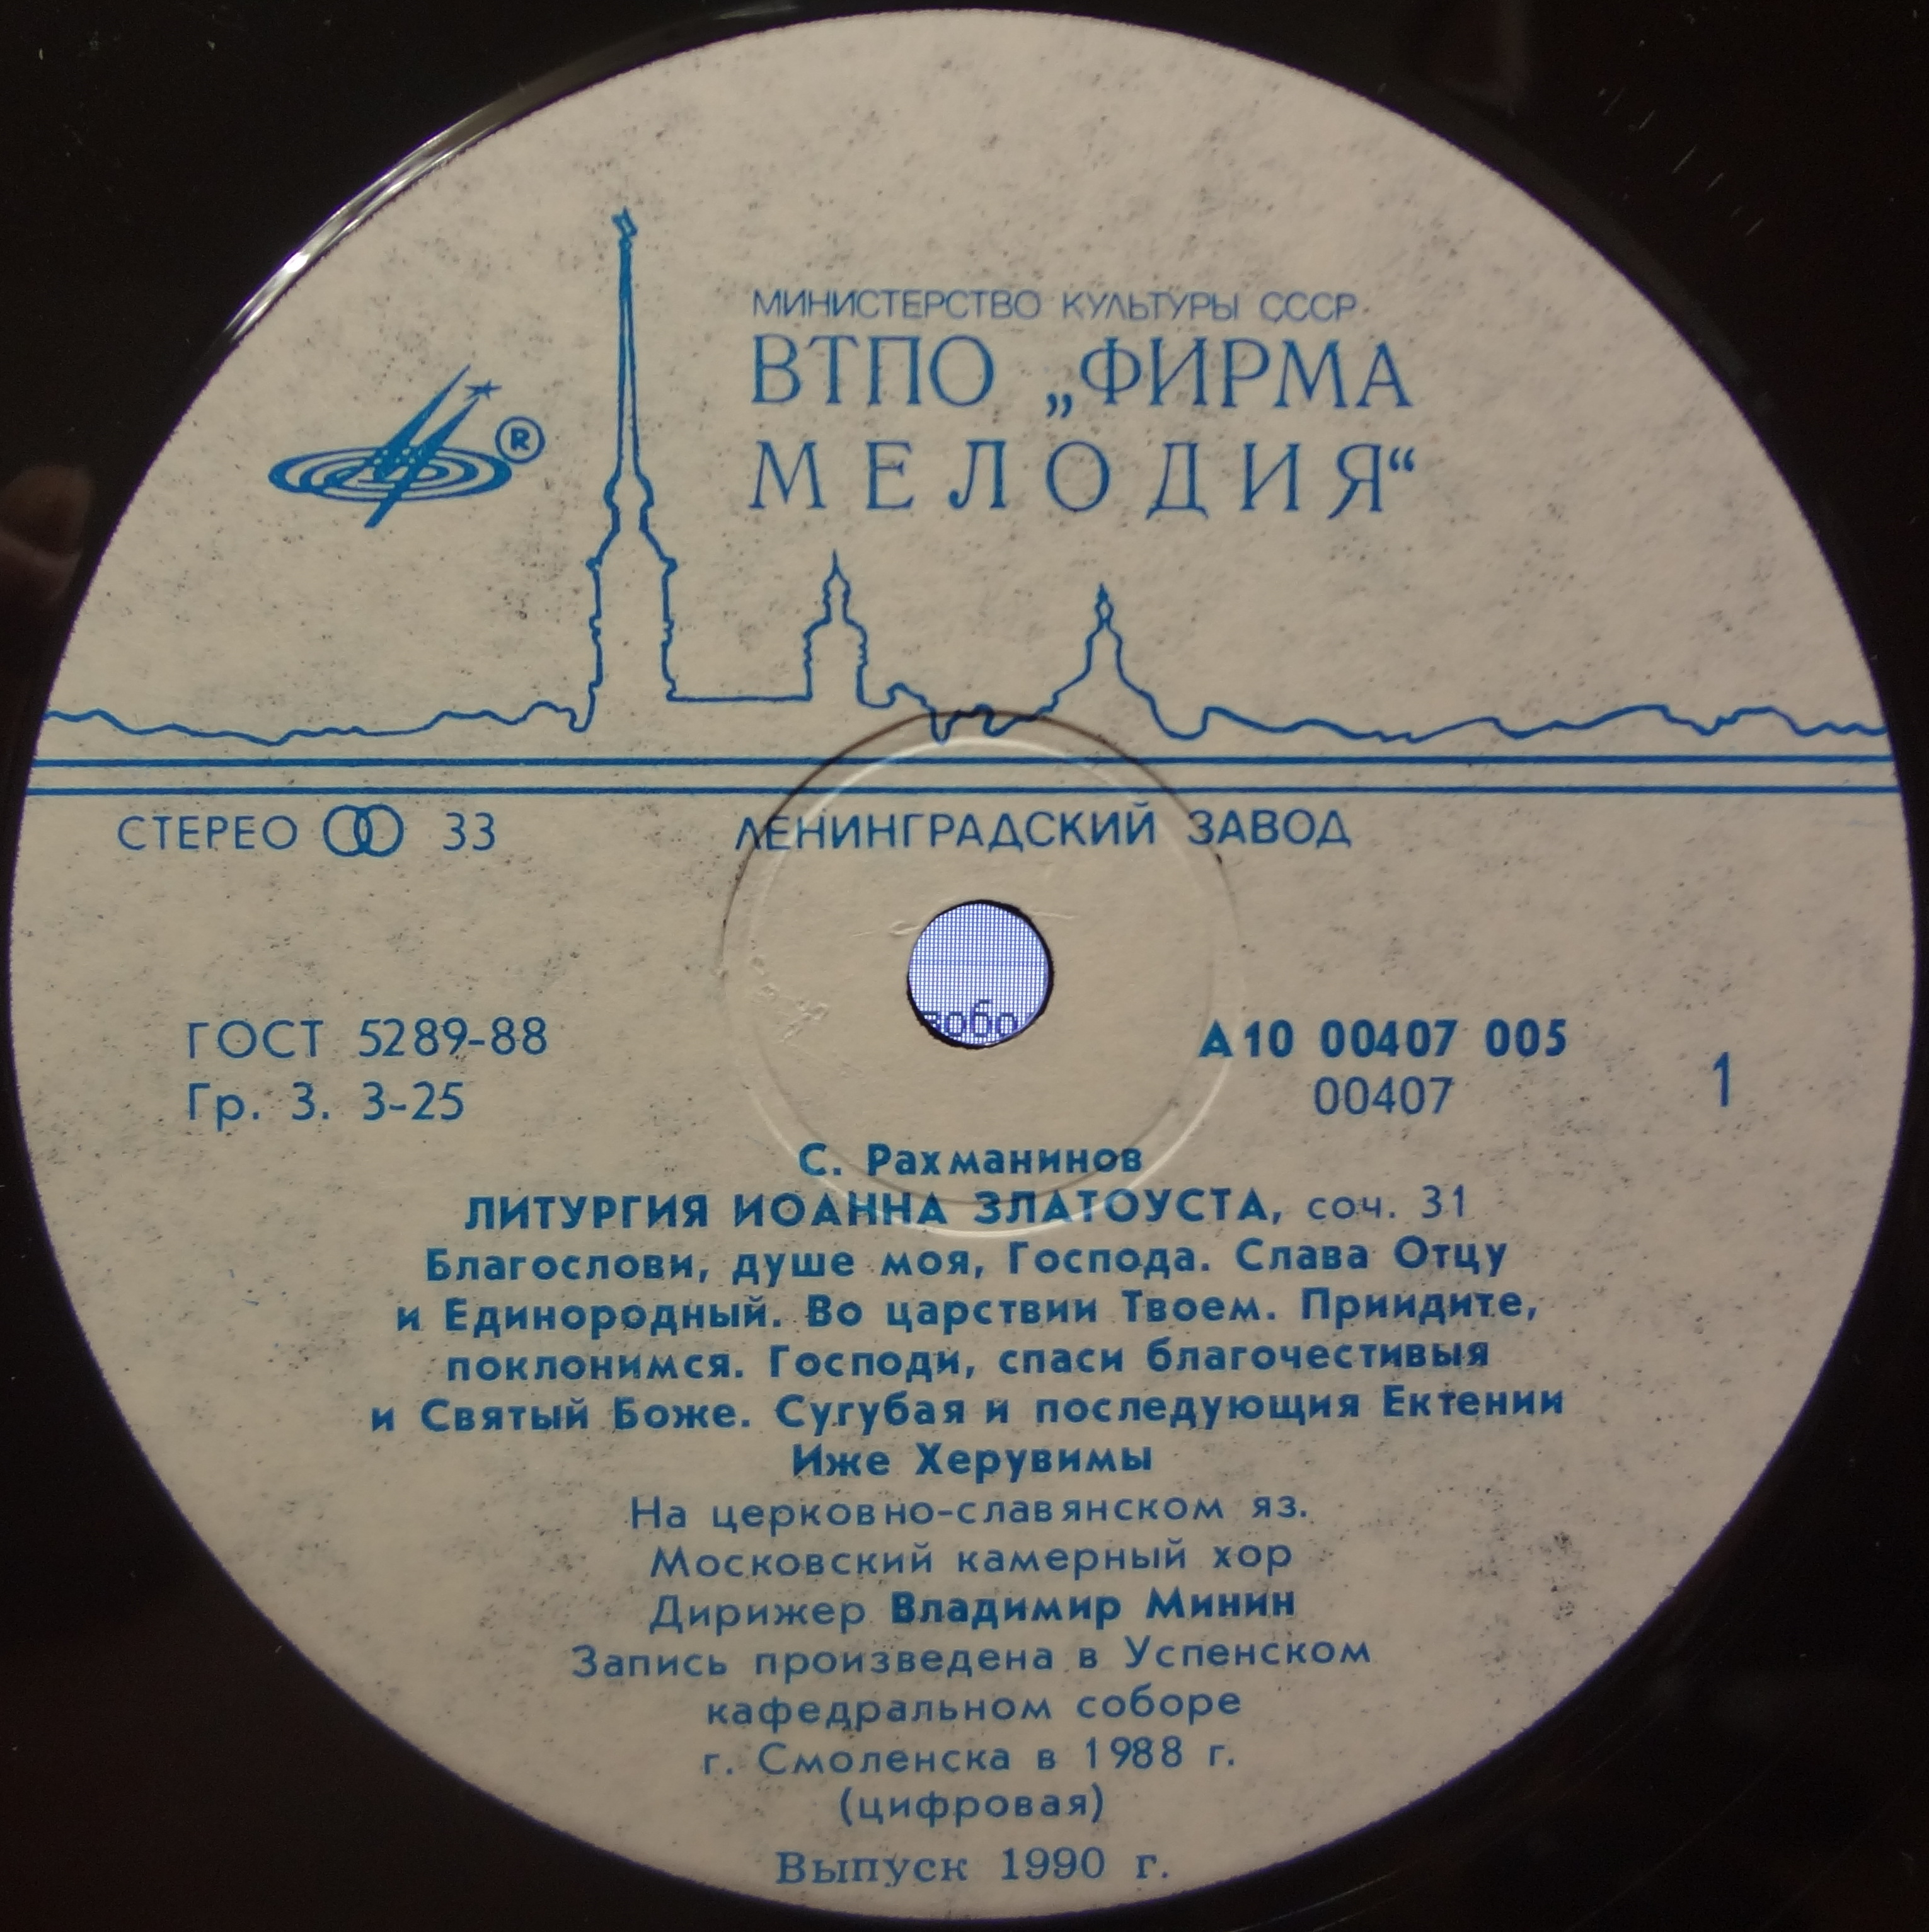 МИНИСТЕРСТВО КУЛЬТУРЫ СССР
ВТПО „ФИРМА
МЕЛОДИЯ“
®
СТЕРЕО 33
ЛЕНИНГРАДСКИЙ ЗАВОД
ГОСТ 5289-88
Гр. 3. 3-25
А10 00407 005
00407
1
С. Рахманинов
ЛИТУРГИЯ ИОАННА ЗЛАТОУСТА, соч. 31
Благослови, душе моя, Господа. Слава Отцу
и Единородный. Во царствии Твоем. Приидите,
поклонимся. Господи, спаси благочестивыя
и Святый Боже. Сугубая и последующия Ектении
Иже Херувимы
На церковно-славянском яз.
Московский камерный хор
Дирижер Владимир Минин
Запись произведена в Успенском
кафедральном соборе
г. Смоленска в 1988 г.
(цифровая)
Выпуск 1990 г.